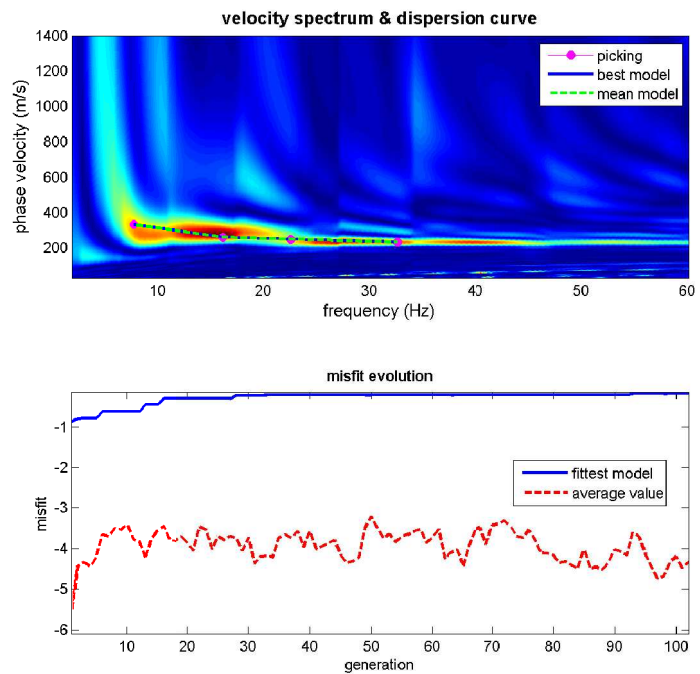 velocity spectrum & dispersion curve
1400
1200
1000
800
600
400
200
phase velocity (m/s)
picking
best model
mean model
10 20 30 40 50 60
frequency (Hz)
misfit evolution
-1
-2
-3
-4
-5
-6
misfit
fittest model
average value
10 20 30 40 50 60 70 80 90 100
generation